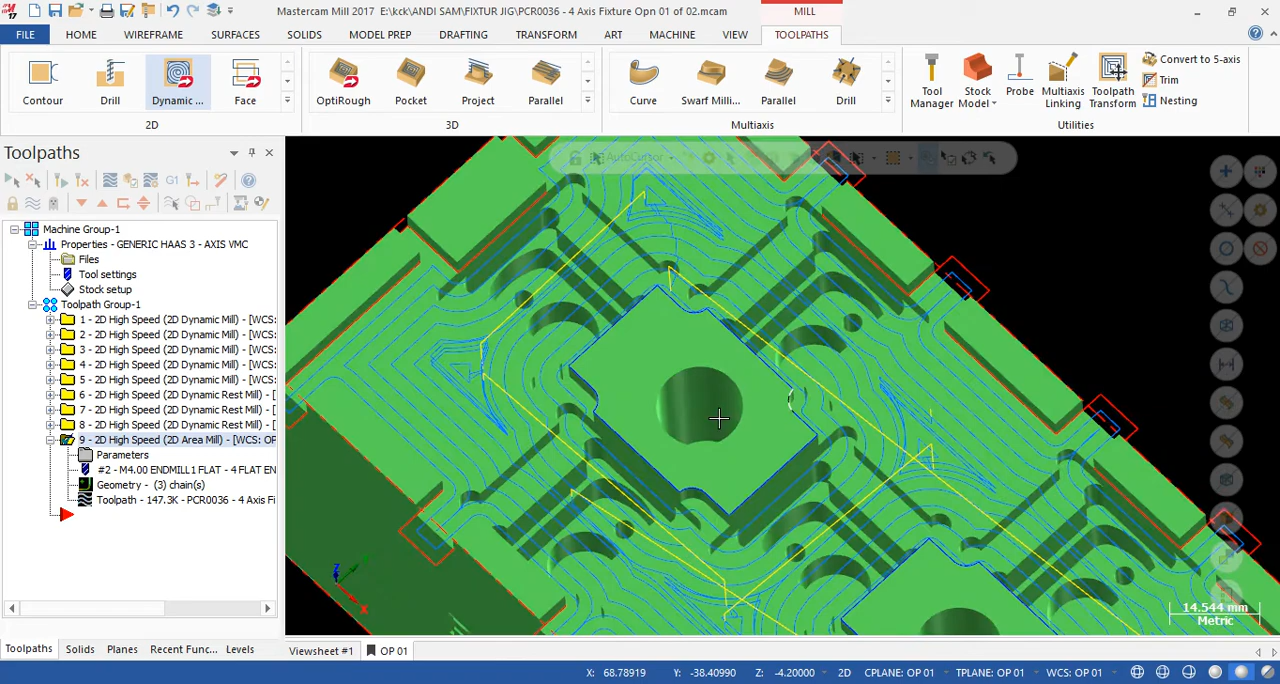 Mastercam Mill 2017 E:\kck\ANDI SAM\FIXTUR JIG\PCR0036 - 4 Axis Fixture Opn 01 of 02.mcam
MILL
FILE HOME WIREFRAME SURFACES SOLIDS MODEL PREP DRAFTING TRANSFORM ART MACHINE VIEW TOOLPATHS
Contour Drill Dynamic ... Face
2D
OptiRough Pocket Project Parallel
3D
Curve Swarf Milli... Parallel Drill
Multiaxis
Tool Manager
Stock Model
Probe
Multiaxis Linking
Toolpath Transform
Convert to 5-axis
Trim
Nesting
Utilities
Toolpaths
G1
AutoCursor
Machine Group-1
Properties - GENERIC HAAS 3 - AXIS VMC
Files
Tool settings
Stock setup
Toolpath Group-1
1 - 2D High Speed (2D Dynamic Mill) - [WCS:
2 - 2D High Speed (2D Dynamic Mill) - [WCS:
3 - 2D High Speed (2D Dynamic Mill) - [WCS:
4 - 2D High Speed (2D Dynamic Mill) - [WCS:
5 - 2D High Speed (2D Dynamic Mill) - [WCS:
6 - 2D High Speed (2D Dynamic Rest Mill) - [
7 - 2D High Speed (2D Dynamic Rest Mill) - [
8 - 2D High Speed (2D Dynamic Rest Mill) - [
9 - 2D High Speed (2D Area Mill) - [WCS: OP
Parameters
#2 - M4.00 ENDMILL1 FLAT - 4 FLAT EN
Geometry - (3) chain(s)
Toolpath - 147.3K - PCR0036 - 4 Axis Fi
Z
X
14.544 mm
Metric
Toolpaths Solids Planes Recent Func... Levels
Viewsheet #1 OP 01
X: 68.78919 Y: -38.40990 Z: -4.20000 2D CPLANE: OP 01 TPLANE: OP 01 WCS: OP 01